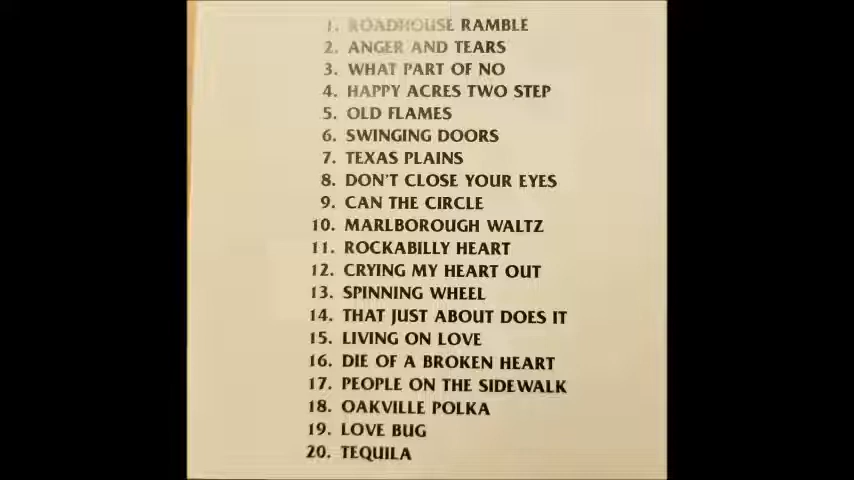 1. ROADHOUSE RAMBLE
2. ANGER AND TEARS
3. WHAT PART OF NO
4. HAPPY ACRES TWO STEP
5. OLD FLAMES
6. SWINGING DOORS
7. TEXAS PLAINS
8. DON'T CLOSE YOUR EYES
9. CAN THE CIRCLE
10. MARLBOROUGH WALTZ
11. ROCKABILLY HEART
12. CRYING MY HEART OUT
13. SPINNING WHEEL
14. THAT JUST ABOUT DOES IT
15. LIVING ON LOVE
16. DIE OF A BROKEN HEART
17. PEOPLE ON THE SIDEWALK
18. OAKVILLE POLKA
19. LOVE BUG
20. TEQUILA